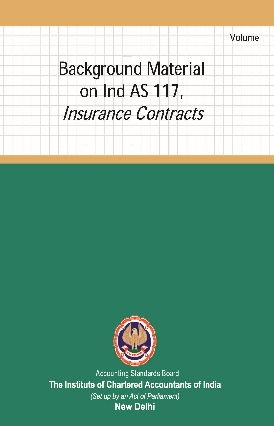 Volume
Background Material
on Ind AS 117,
Insurance Contracts
Accounting Standards Board
The Institute of Chartered Accountants of India
(Set up by an Act of Parliament)
New Delhi